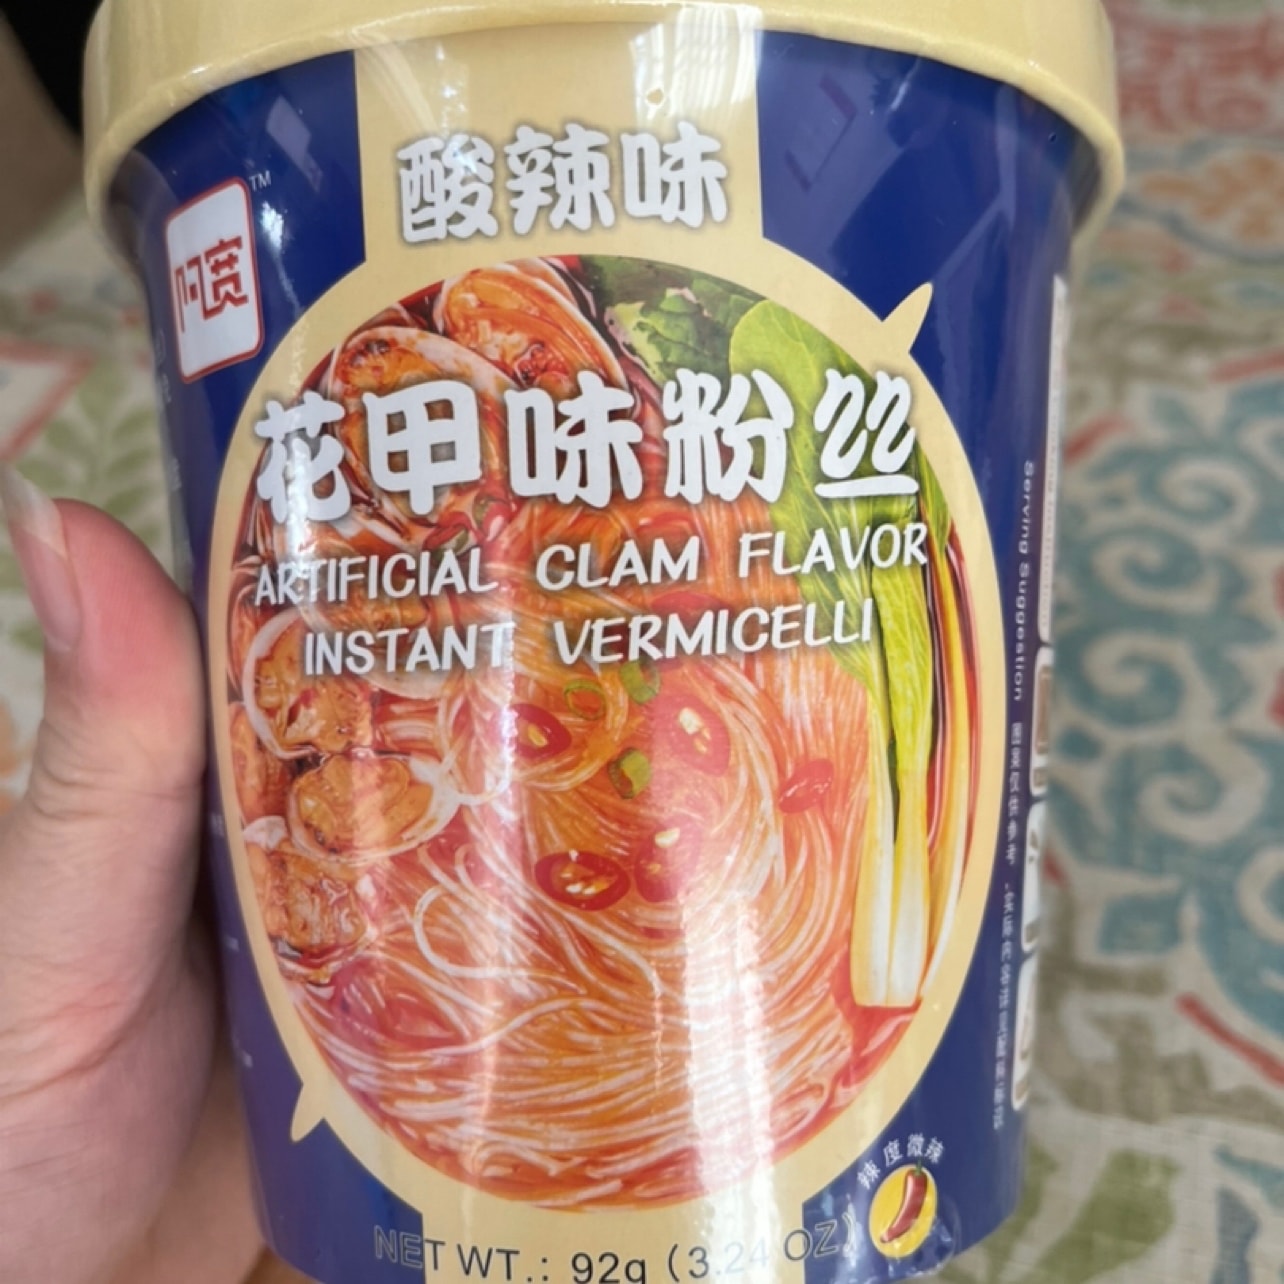 酸辣味
阿宽 TM
花甲味粉丝
ARTIFICIAL CLAM FLAVOR
INSTANT VERMICELLI
Serving Suggestion
辣度微辣
NET WT.: 92g (3.24 OZ)